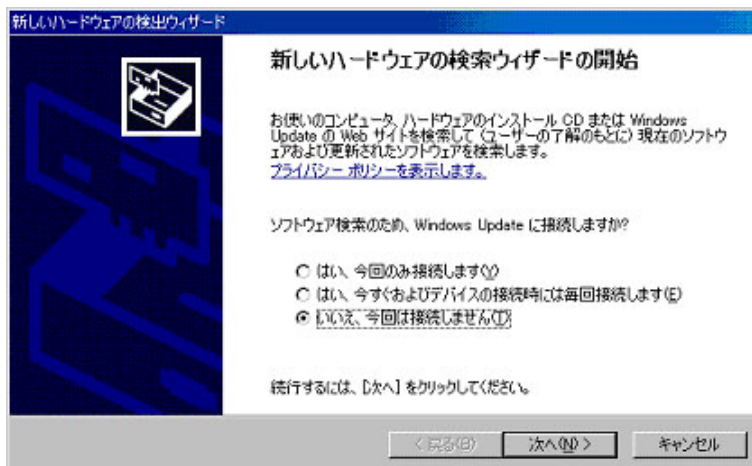 新しいハードウェアの検出ウィザード
新しいハードウェアの検索ウィザードの開始
お使いのコンピュータ、ハードウェアのインストール CD または Windows
Update の Web サイトを検索して (ユーザーの了解のもとに) 現在のソフトウ
ェアおよび更新されたソフトウェアを検索します。
プライバシー ポリシーを表示します。
ソフトウェア検索のため、Windows Update に接続しますか?
はい、今回のみ接続します(Y)
はい、今すぐおよびデバイスの接続時には毎回接続します(E)
いいえ、今回は接続しません(T)
続行するには、[次へ] をクリックしてください。
< 戻る(B)
次へ(N) >
キャンセル